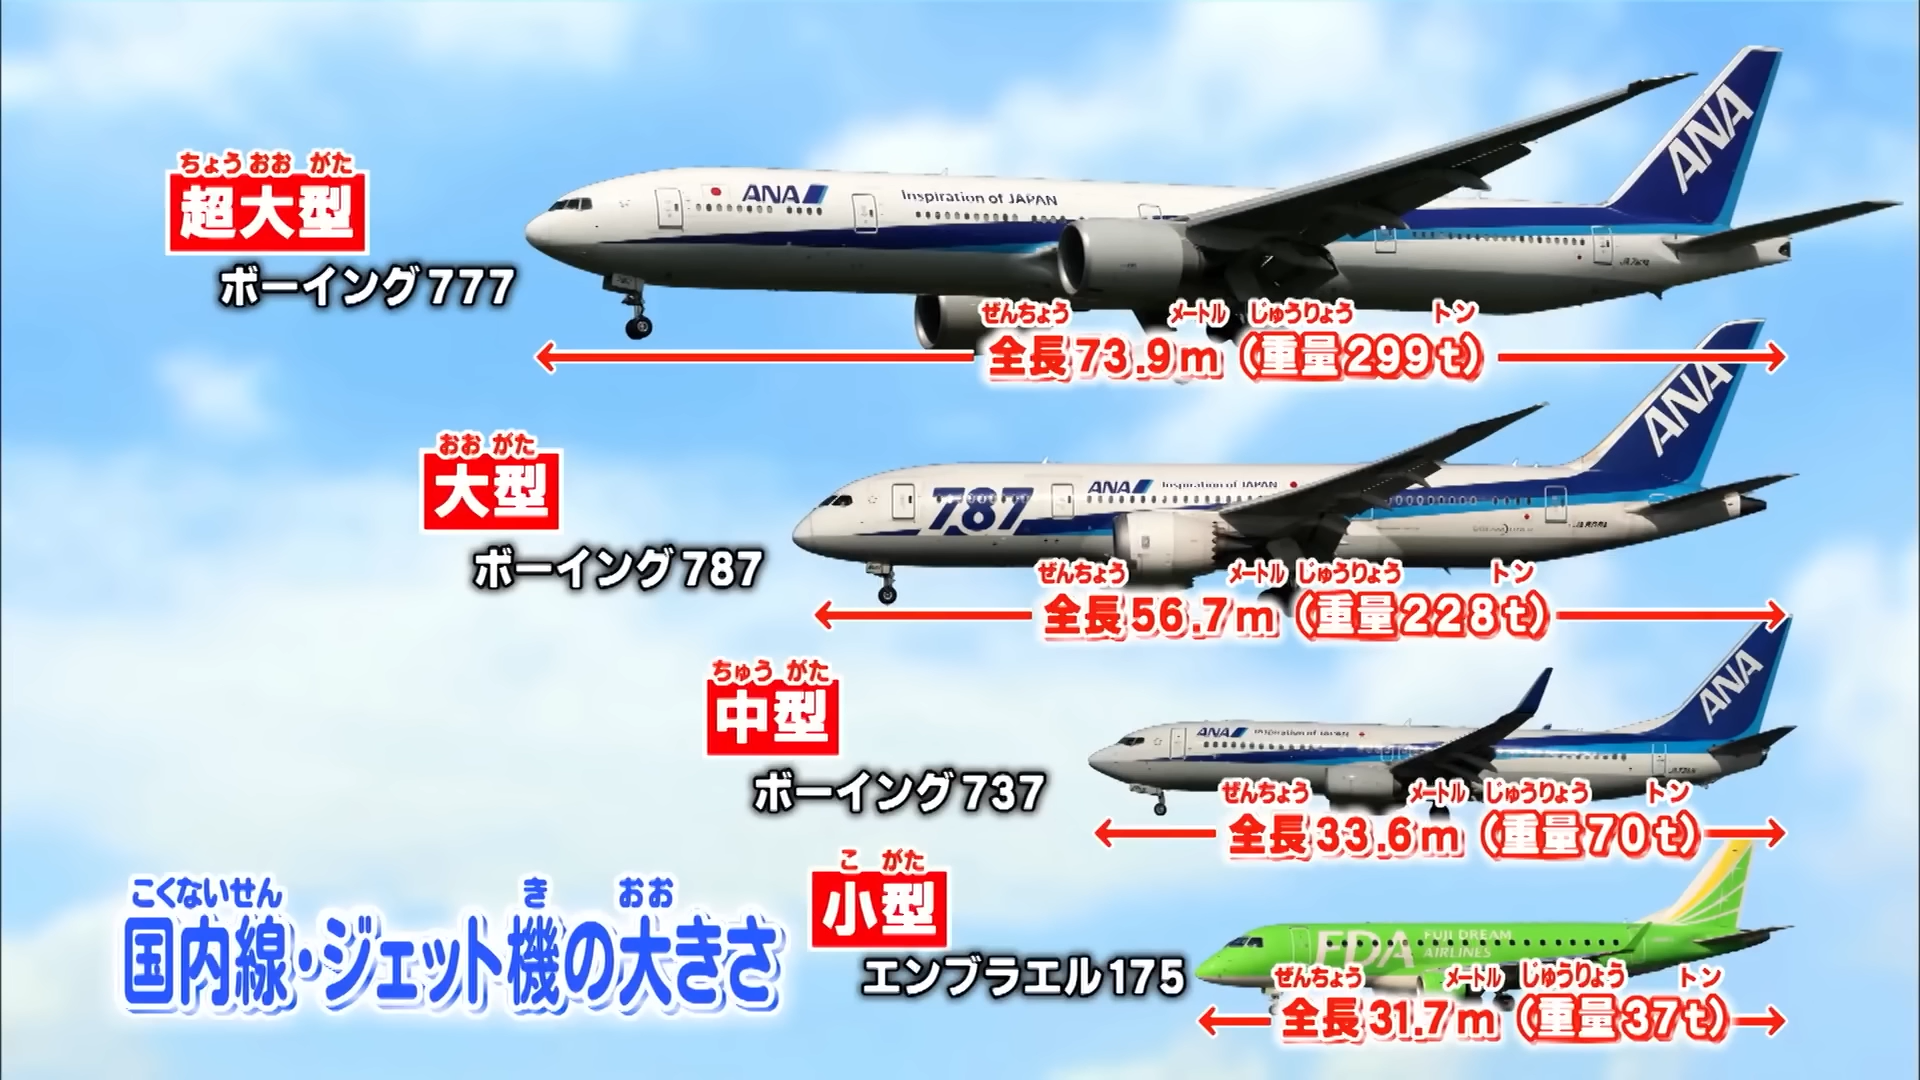 ちょう おお がた
超大型
ボーイング777
ANA
Inspiration of JAPAN
ANA
ぜんちょう メートル じゅうりょう トン
全長73.9m（重量299t）
おお がた
大型
ボーイング787
787
ANA
Inspiration of JAPAN
ANA
ぜんちょう メートル じゅうりょう トン
全長56.7m（重量228t）
ちゅう がた
中型
ボーイング737
ANA
Inspiration of JAPAN
ANA
ぜんちょう メートル じゅうりょう トン
全長33.6m（重量70t）
こ がた
小型
エンブラエル175
FDA
FUJI DREAM
AIRLINES
ぜんちょう メートル じゅうりょう トン
全長31.7m（重量37t）
こくないせん き おお
国内線・ジェット機の大きさ